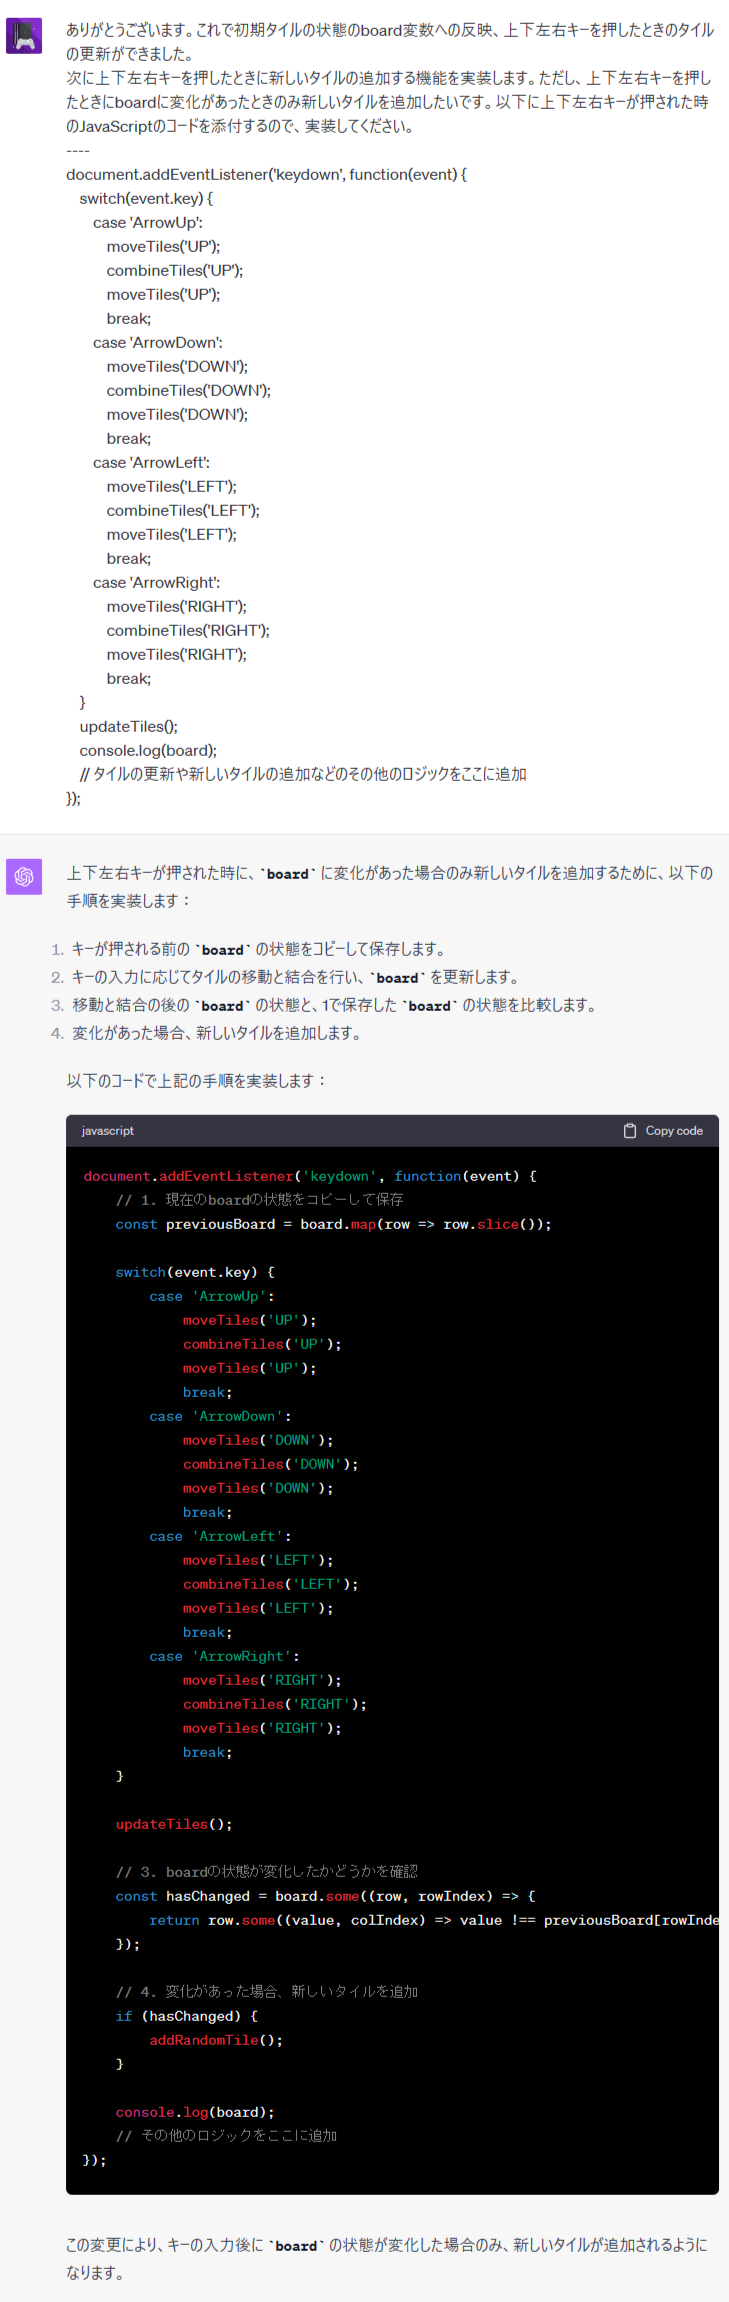 ありがとうございます。これで初期タイルの状態のboard変数への反映、上下左右キーを押したときのタイル
の更新ができました。
次に上下左右キーを押したときに新しいタイルの追加する機能を実装します。ただし、上下左右キーを押し
たときにboardに変化があったときのみ新しいタイルを追加したいです。以下に上下左右キーが押された時
のJavaScriptのコードを添付するので、実装してください。
----
document.addEventListener('keydown', function(event) {
switch(event.key) {
case 'ArrowUp':
moveTiles('UP');
combineTiles('UP');
moveTiles('UP');
break;
case 'ArrowDown':
moveTiles('DOWN');
combineTiles('DOWN');
moveTiles('DOWN');
break;
case 'ArrowLeft':
moveTiles('LEFT');
combineTiles('LEFT');
moveTiles('LEFT');
break;
case 'ArrowRight':
moveTiles('RIGHT');
combineTiles('RIGHT');
moveTiles('RIGHT');
break;
}
updateTiles();
console.log(board);
// タイルの更新や新しいタイルの追加などのその他のロジックをここに追加
});
上下左右キーが押された時に、`board` に変化があった場合のみ新しいタイルを追加するために、以下の
手順を実装します：
1. キーが押される前の `board` の状態をコピーして保存します。
2. キーの入力に応じてタイルの移動と結合を行い、`board` を更新します。
3. 移動と結合の後の `board` の状態と、1で保存した `board` の状態を比較します。
4. 変化があった場合、新しいタイルを追加します。
以下のコードで上記の手順を実装します：
javascript Copy code
document.addEventListener('keydown', function(event) {
// 1. 現在のboardの状態をコピーして保存
const previousBoard = board.map(row => row.slice());
switch(event.key) {
case 'ArrowUp':
moveTiles('UP');
combineTiles('UP');
moveTiles('UP');
break;
case 'ArrowDown':
moveTiles('DOWN');
combineTiles('DOWN');
moveTiles('DOWN');
break;
case 'ArrowLeft':
moveTiles('LEFT');
combineTiles('LEFT');
moveTiles('LEFT');
break;
case 'ArrowRight':
moveTiles('RIGHT');
combineTiles('RIGHT');
moveTiles('RIGHT');
break;
}
updateTiles();
// 3. boardの状態が変化したかどうかを確認
const hasChanged = board.some((row, rowIndex) => {
return row.some((value, colIndex) => value !== previousBoard[rowInde
});
// 4. 変化があった場合、新しいタイルを追加
if (hasChanged) {
addRandomTile();
}
console.log(board);
// その他のロジックをここに追加
});
この変更により、キーの入力後に `board` の状態が変化した場合のみ、新しいタイルが追加されるように
なります。